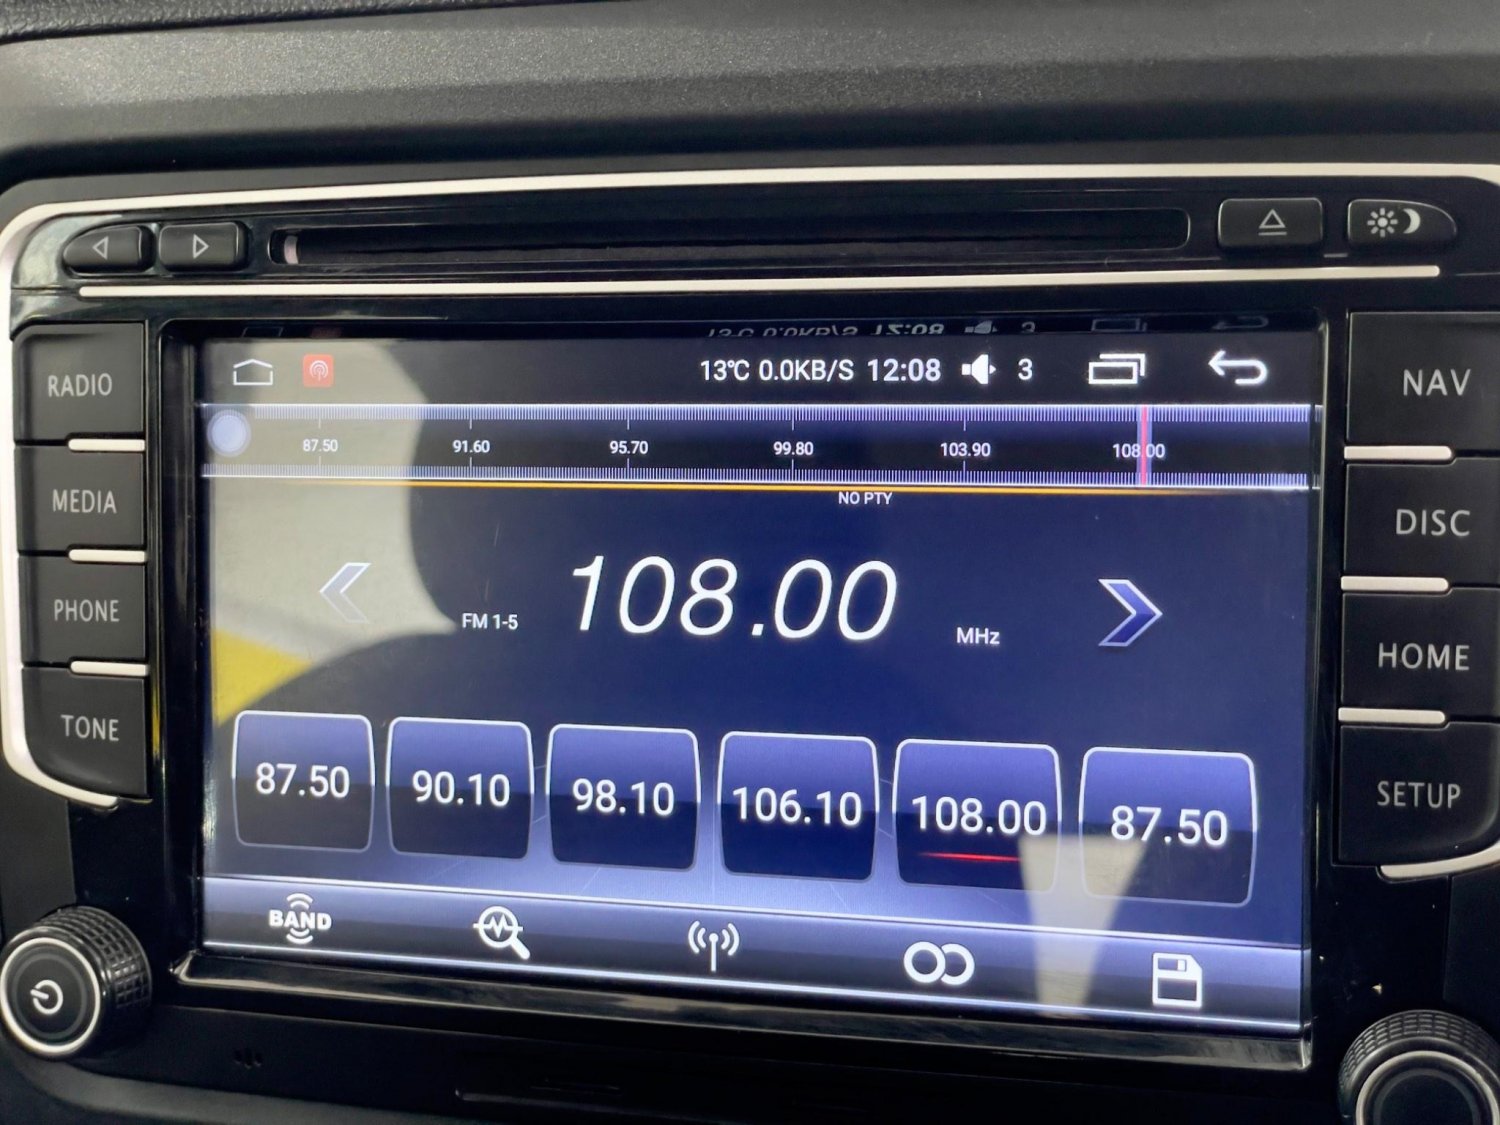 13℃ 0.0KB/S 12:08 3
RADIO
MEDIA
PHONE
TONE
87.50 91.60 95.70 99.80 103.90 108.00
NO PTY
FM 1-5 108.00 MHz
87.50 90.10 98.10 106.10 108.00 87.50
BAND
NAV
DISC
HOME
SETUP